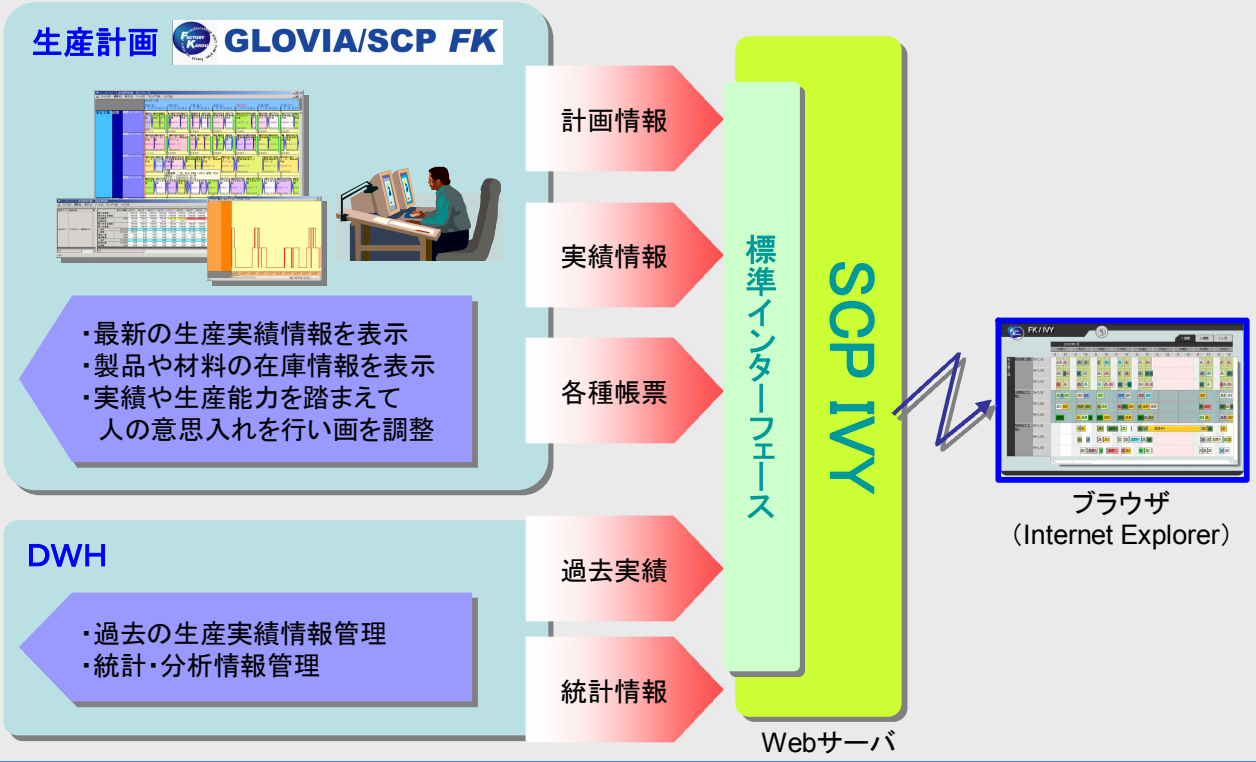 生産計画
FACTORY KANDU
GLOVIA/SCP FK
・最新の生産実績情報を表示
・製品や材料の在庫情報を表示
・実績や生産能力を踏まえて
人の意思入れを行い画を調整
DWH
・過去の生産実績情報管理
・統計・分析情報管理
計画情報
実績情報
各種帳票
過去実績
統計情報
標準インターフェース
SCP IVY
Webサーバ
FK / IVY
ブラウザ
（Internet Explorer）